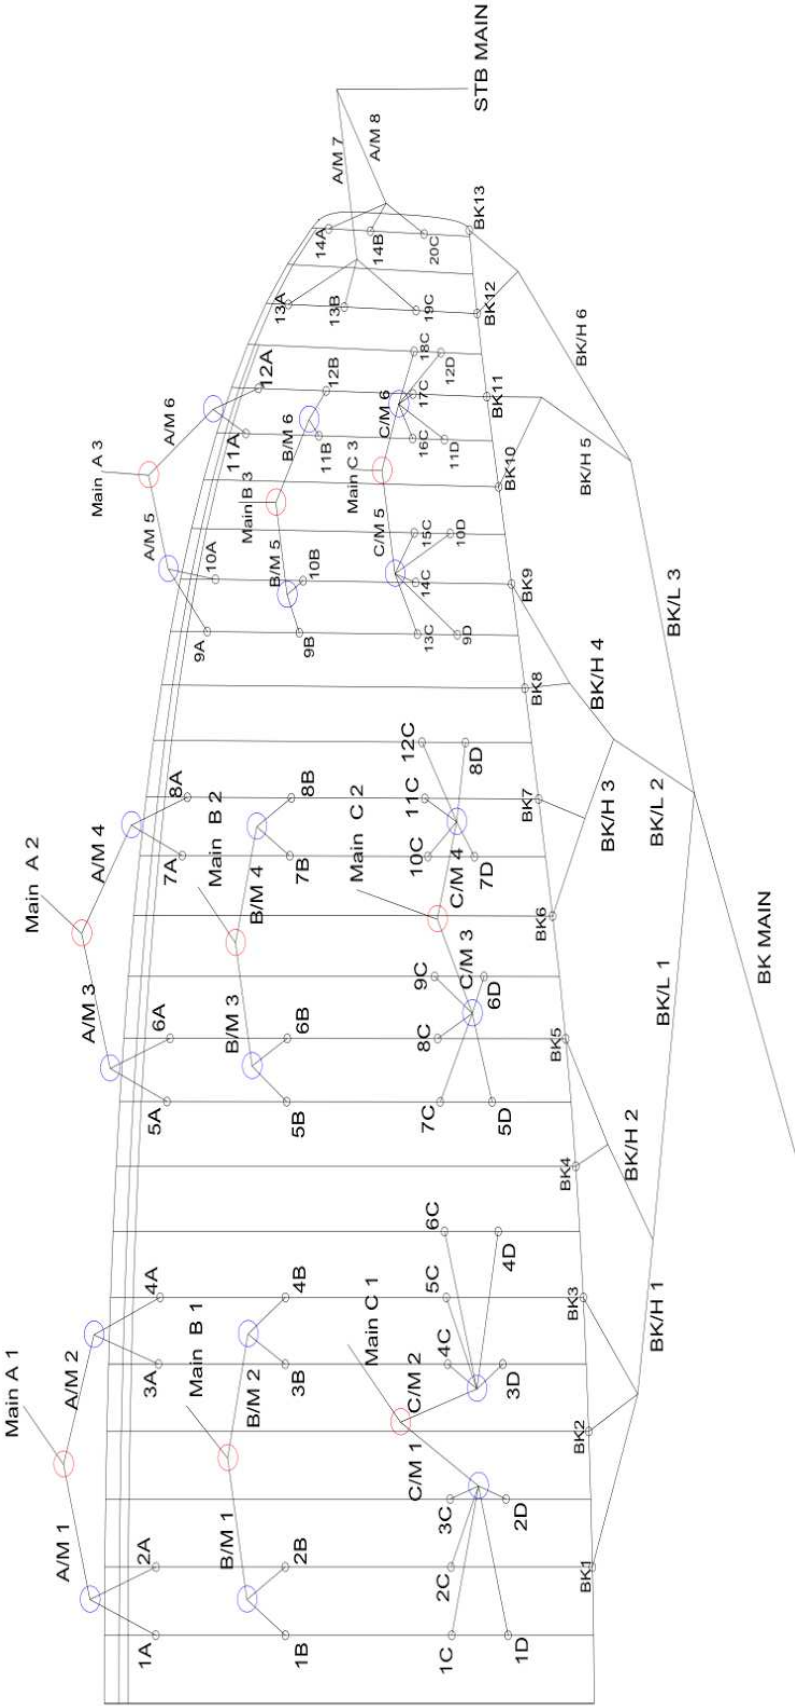 STB MAIN
A/M 7
A/M 8
14A
14B
20C
BK13
13A
13B
19C
BK12
BK/H 6
12A
12B
18C
12D
17C
BK11
A/M 6
B/M 6
C/M 6
11A
11B
16C
11D
BK10
BK/H 5
Main A 3
Main B 3
Main C 3
A/M 5
B/M 5
C/M 5
10A
10B
15C
10D
14C
BK9
9A
9B
13C
9D
BK8
BK/H 4
BK/L 3
12C
8D
8A
8B
11C
BK7
BK/H 3
BK/L 2
A/M 4
Main B 2
Main C 2
7A
7B
10C
7D
Main A 2
B/M 4
C/M 4
BK6
A/M 3
B/M 3
C/M 3
9C
6D
6A
6B
8C
BK5
BK/L 1
BK MAIN
5A
5B
7C
5D
BK4
BK/H 2
6C
4D
4A
4B
5C
BK3
Main A 1
A/M 2
Main B 1
Main C 1
3A
3B
4C
3D
B/M 2
C/M 2
BK2
BK/H 1
A/M 1
B/M 1
C/M 1
3C
2D
2A
2B
2C
BK1
1A
1B
1C
1D